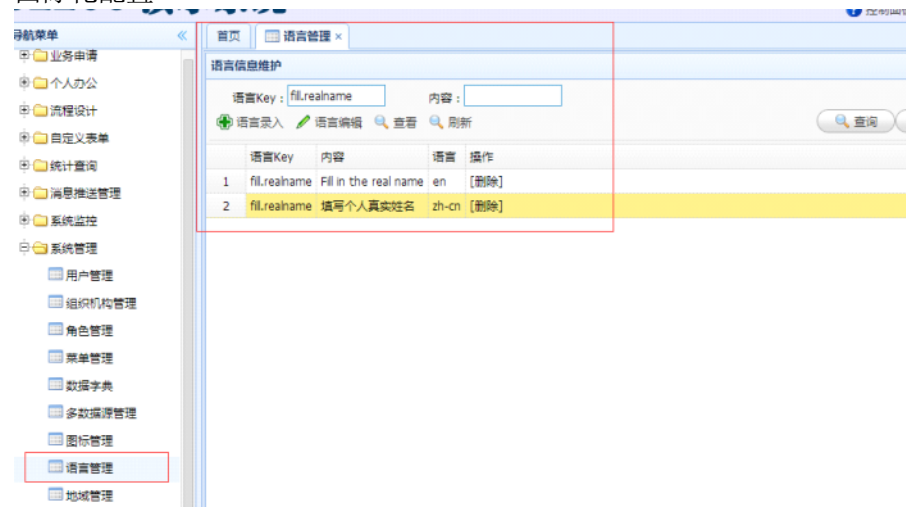 控制面
导航菜单
首页
语言管理
业务申请
个人办公
流程设计
自定义表单
统计查询
消息推送管理
系统监控
系统管理
用户管理
组织机构管理
角色管理
菜单管理
数据字典
多数据源管理
图标管理
语言管理
地域管理
语言信息维护
语言Key : fill.realname 内容 :
语言录入 语言编辑 查看 刷新 查询
语言Key 内容 语言 操作
1 fill.realname Fill in the real name en [删除]
2 fill.realname 填写个人真实姓名 zh-cn [删除]